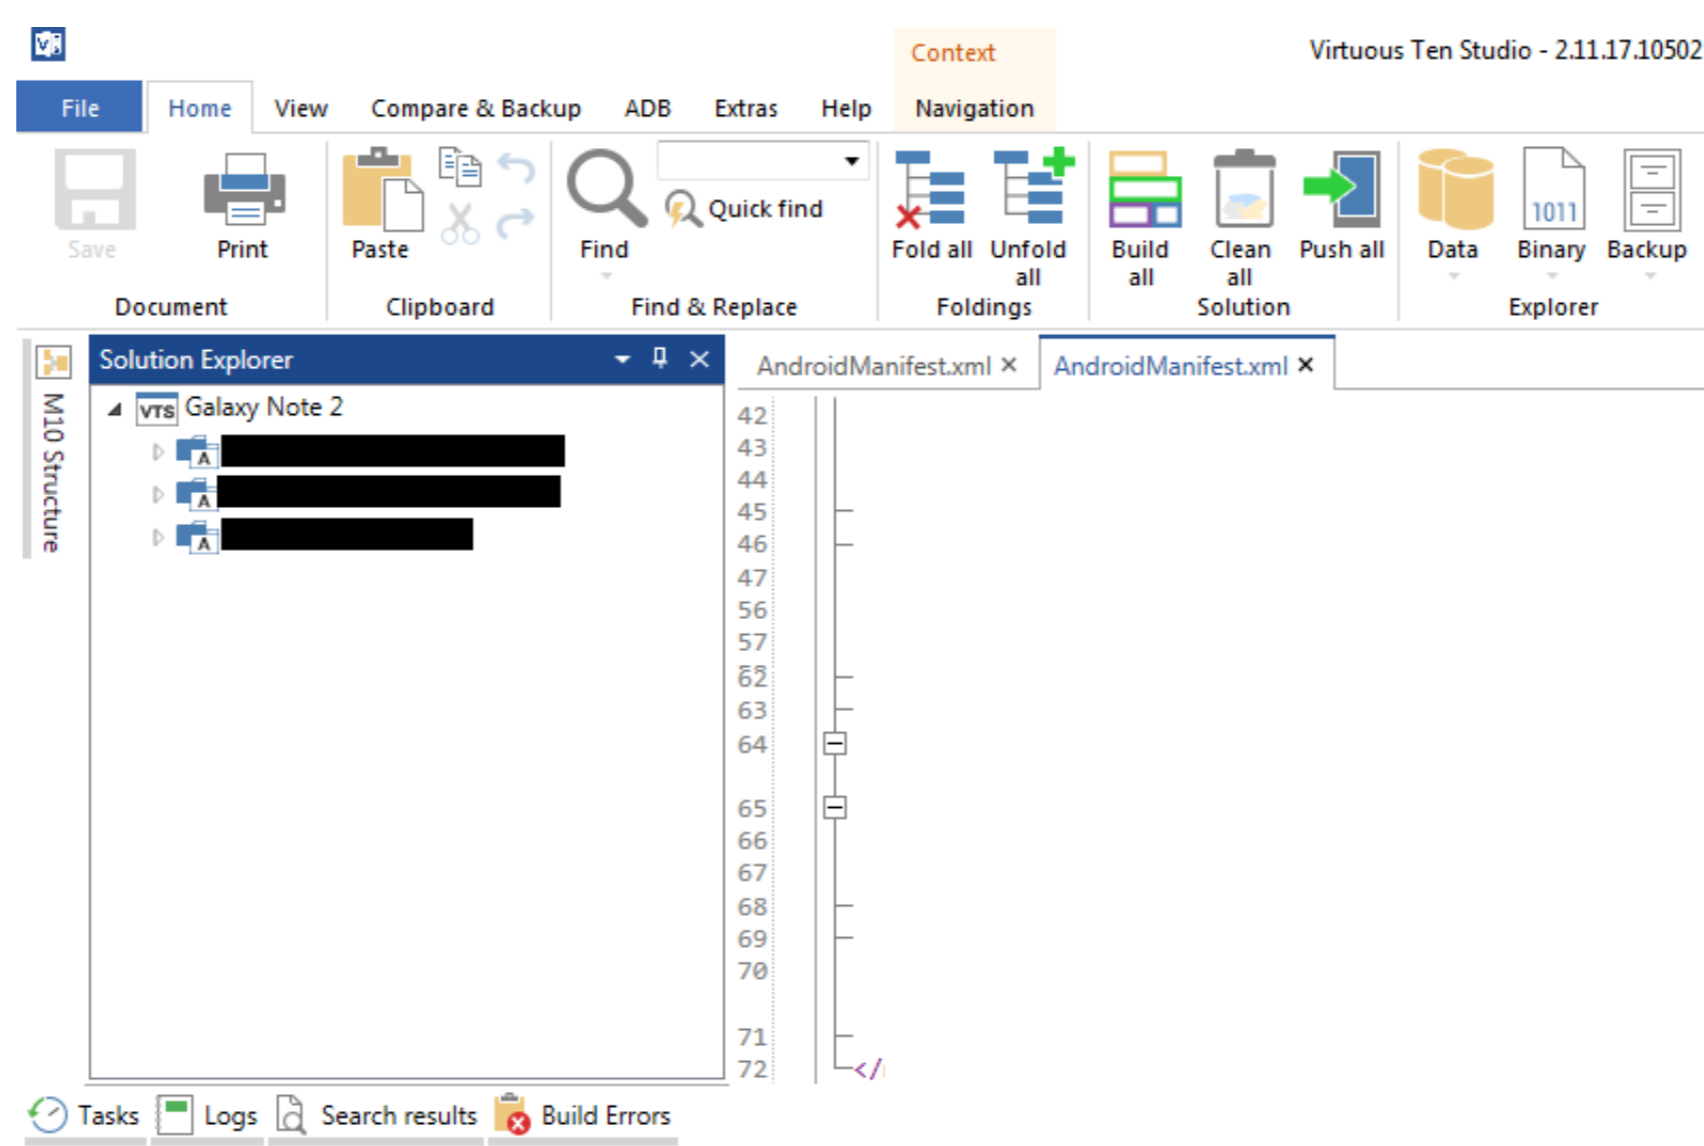 Context
Virtuous Ten Studio - 2.11.17.10502
File Home View Compare & Backup ADB Extras Help Navigation
Quick find
1011
Save Print Paste Find Fold all Unfold all Build all Clean all Push all Data Binary Backup
Document Clipboard Find & Replace Foldings Solution Explorer
M10 Structure
Solution Explorer
AndroidManifest.xml AndroidManifest.xml
VTS Galaxy Note 2
A
A
A
42
43
44
45
46
47
56
57
62
63
64
65
66
67
68
69
70
71
72 </
Tasks Logs Search results Build Errors